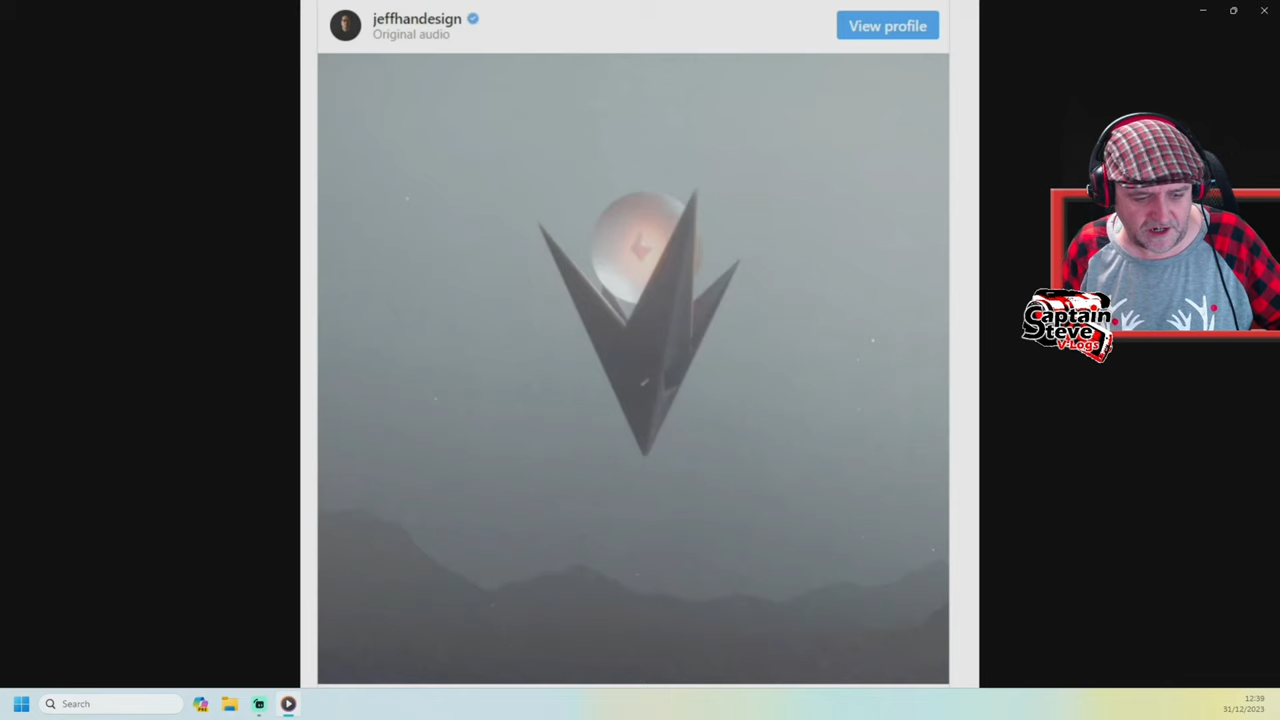 jeffhandesign
Original audio
View profile
Captain
Steve
V-Logs
Search
12:39
31/12/2023